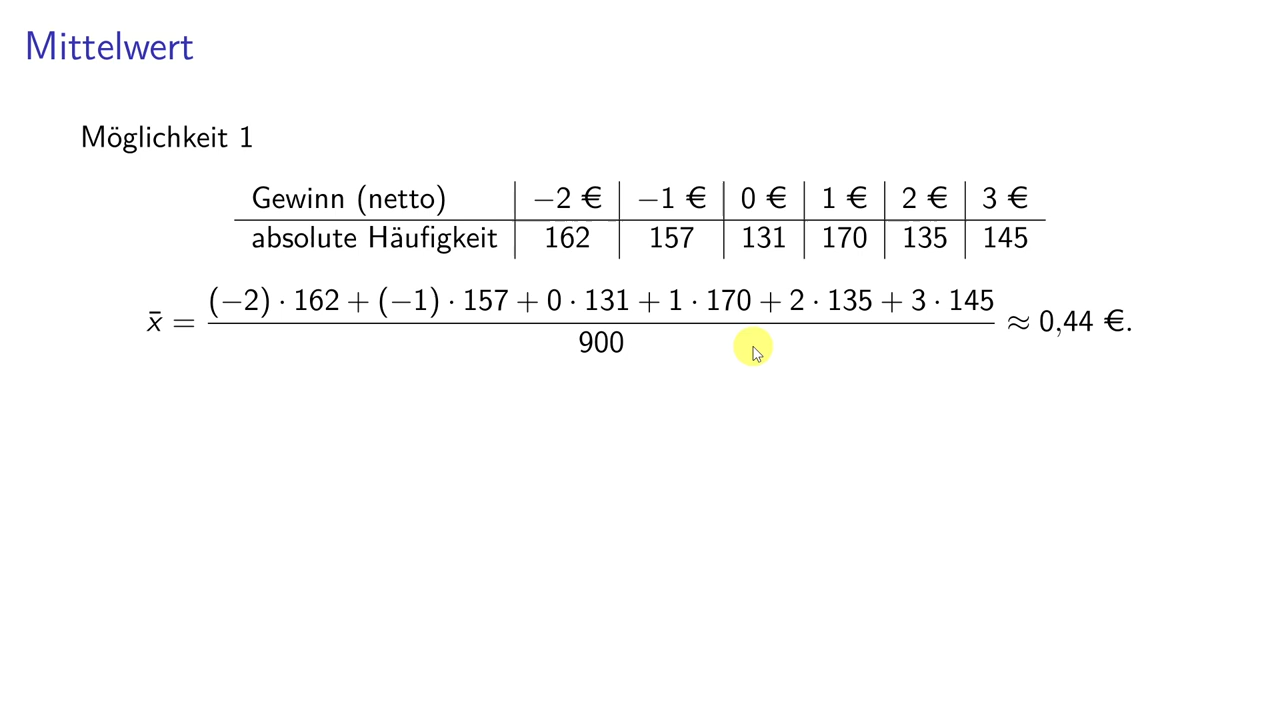 Mittelwert
Möglichkeit 1
Gewinn (netto) −2 € −1 € 0 € 1 € 2 € 3 €
absolute Häufigkeit 162 157 131 170 135 145
(−2) · 162 + (−1) · 157 + 0 · 131 + 1 · 170 + 2 · 135 + 3 · 145
x̄ = ≈ 0,44 €.
900